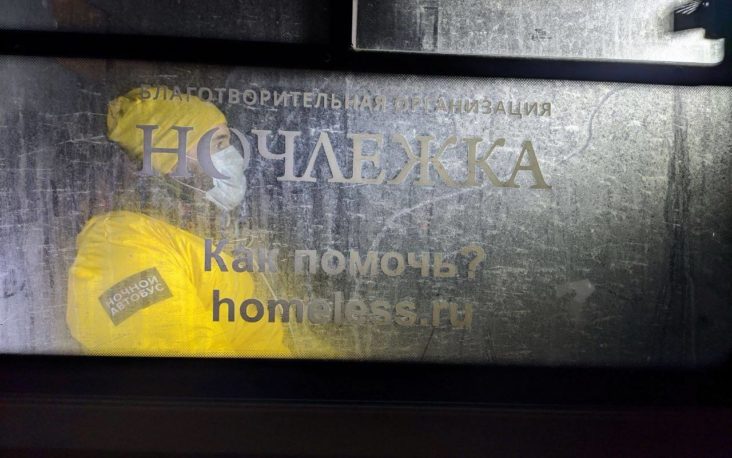 БЛАГОТВОРИТЕЛЬНАЯ ОРГАНИЗАЦИЯ
НОЧЛЕЖКА
Как помочь?
homeless.ru
НОЧНОЙ
АВТОБУС